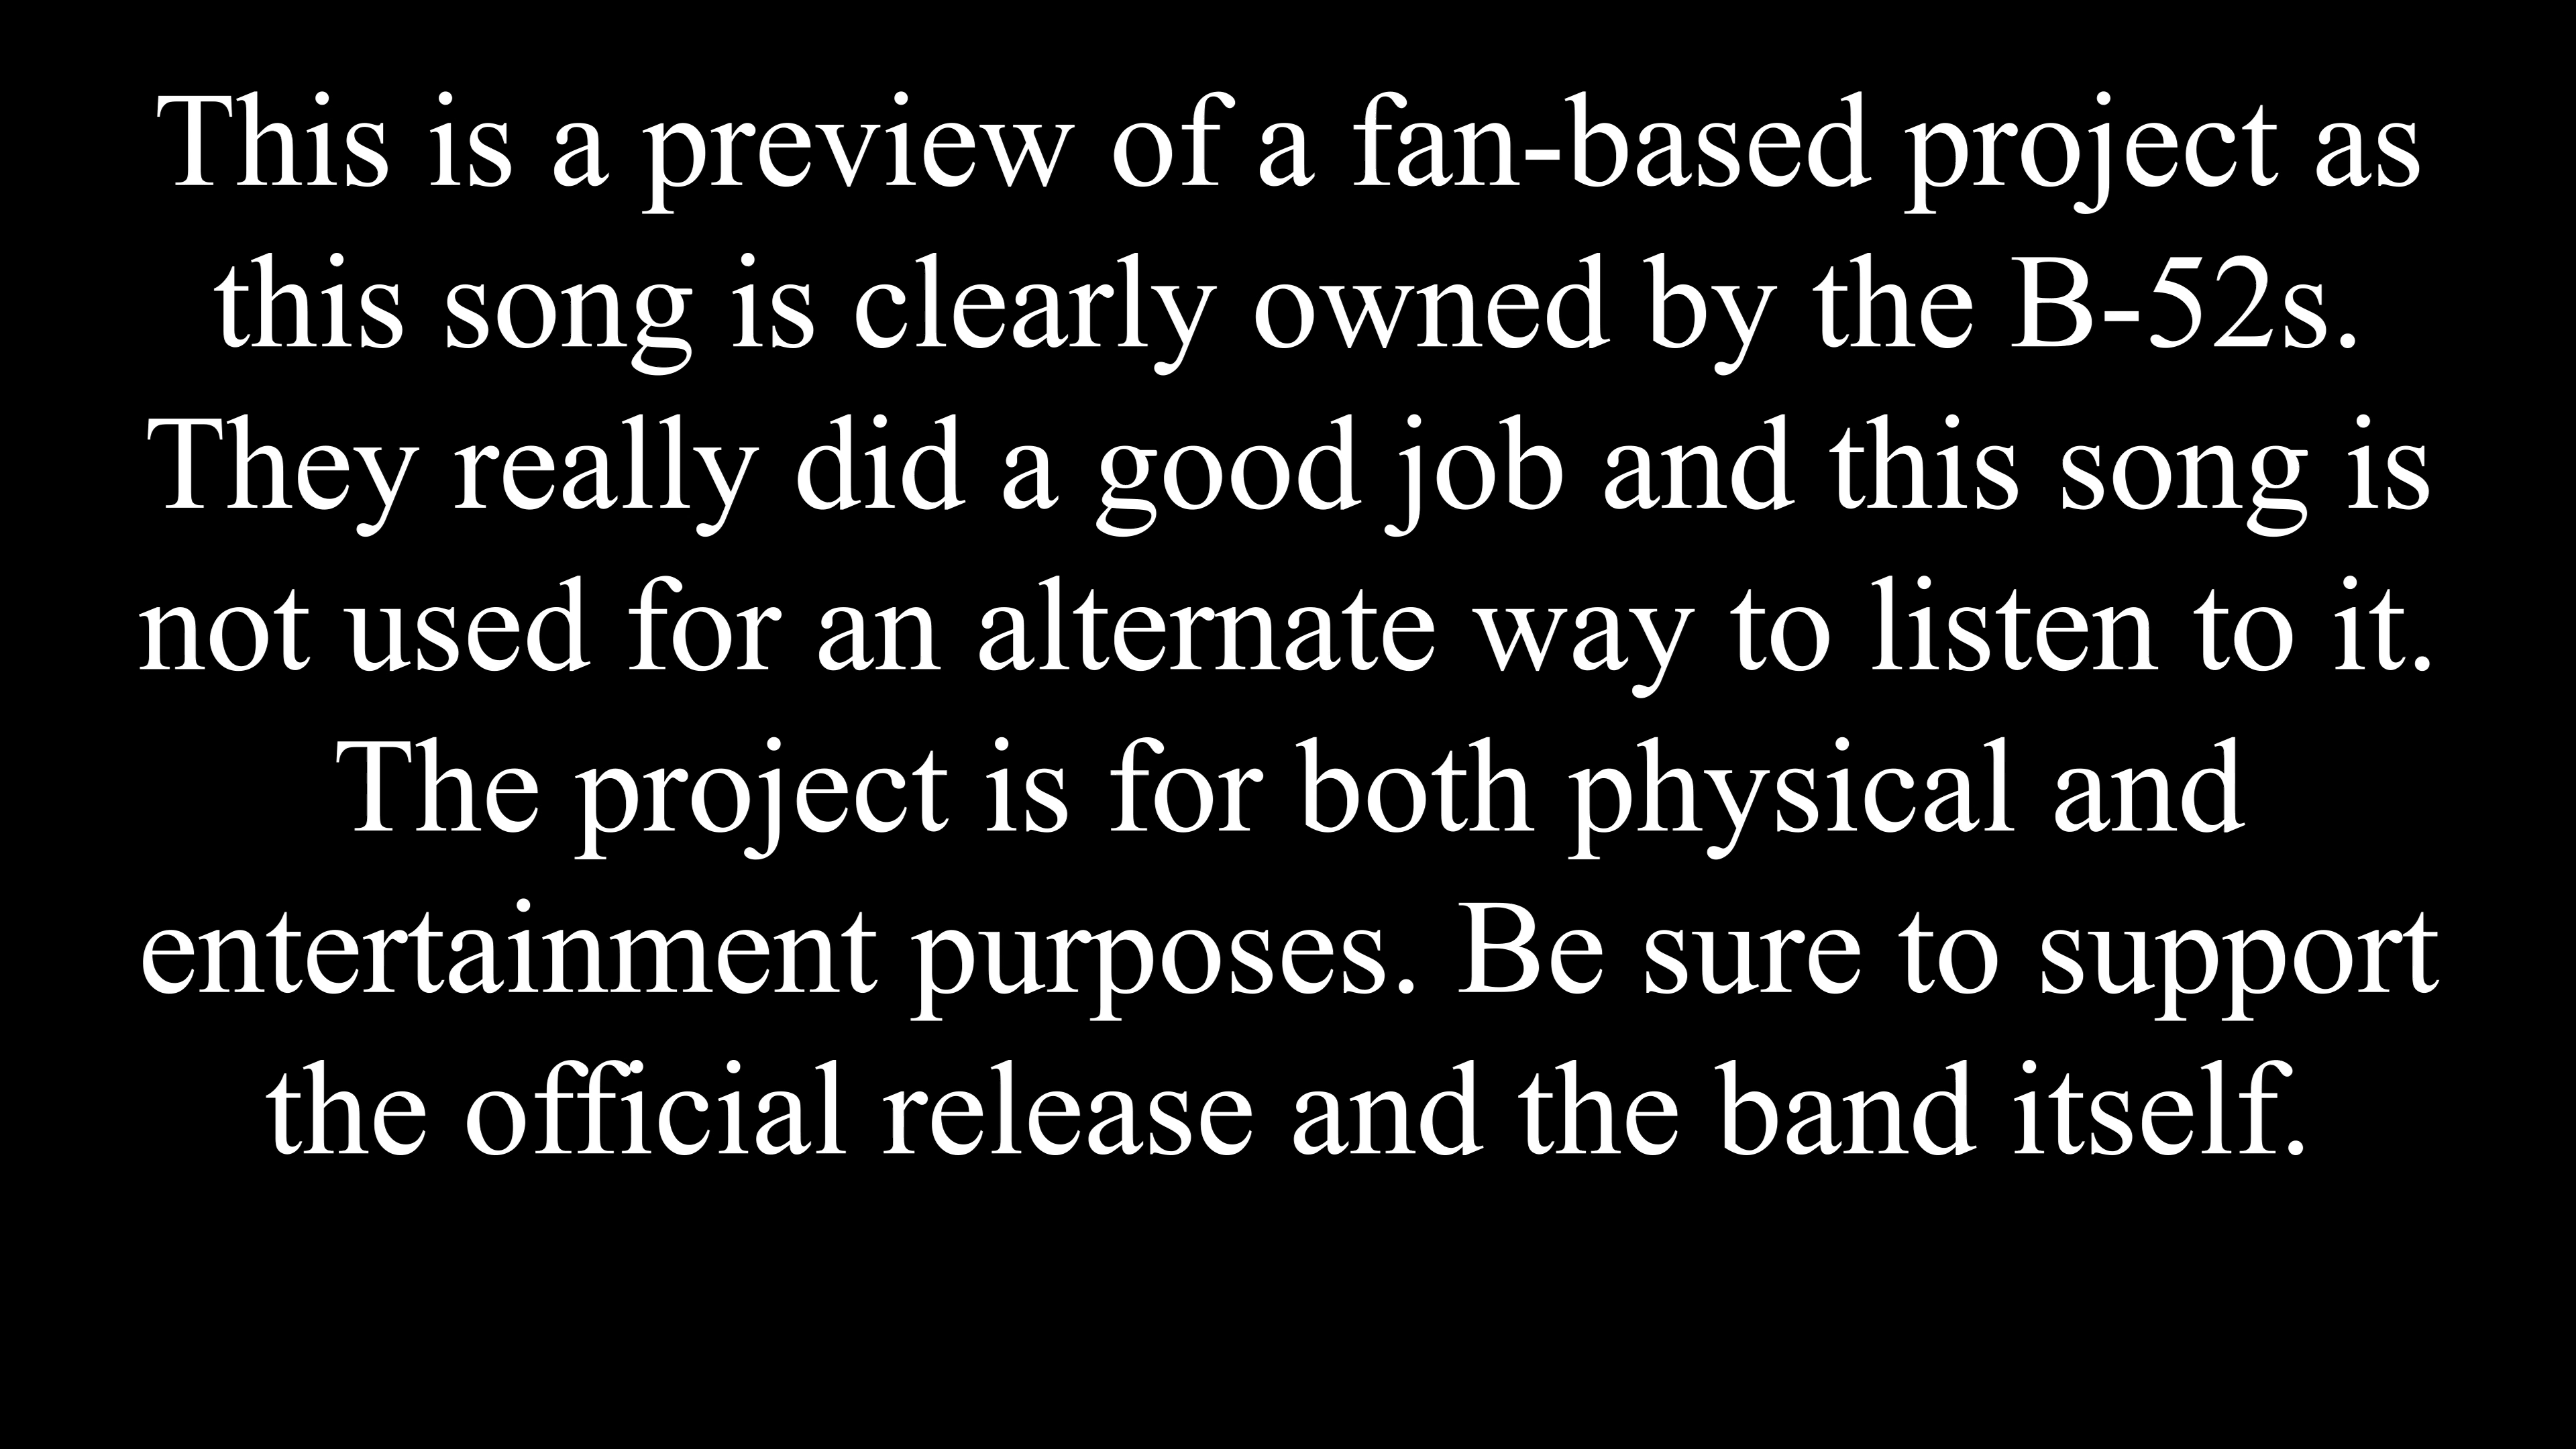 This is a preview of a fan-based project as
this song is clearly owned by the B-52s.
They really did a good job and this song is
not used for an alternate way to listen to it.
The project is for both physical and
entertainment purposes. Be sure to support
the official release and the band itself.